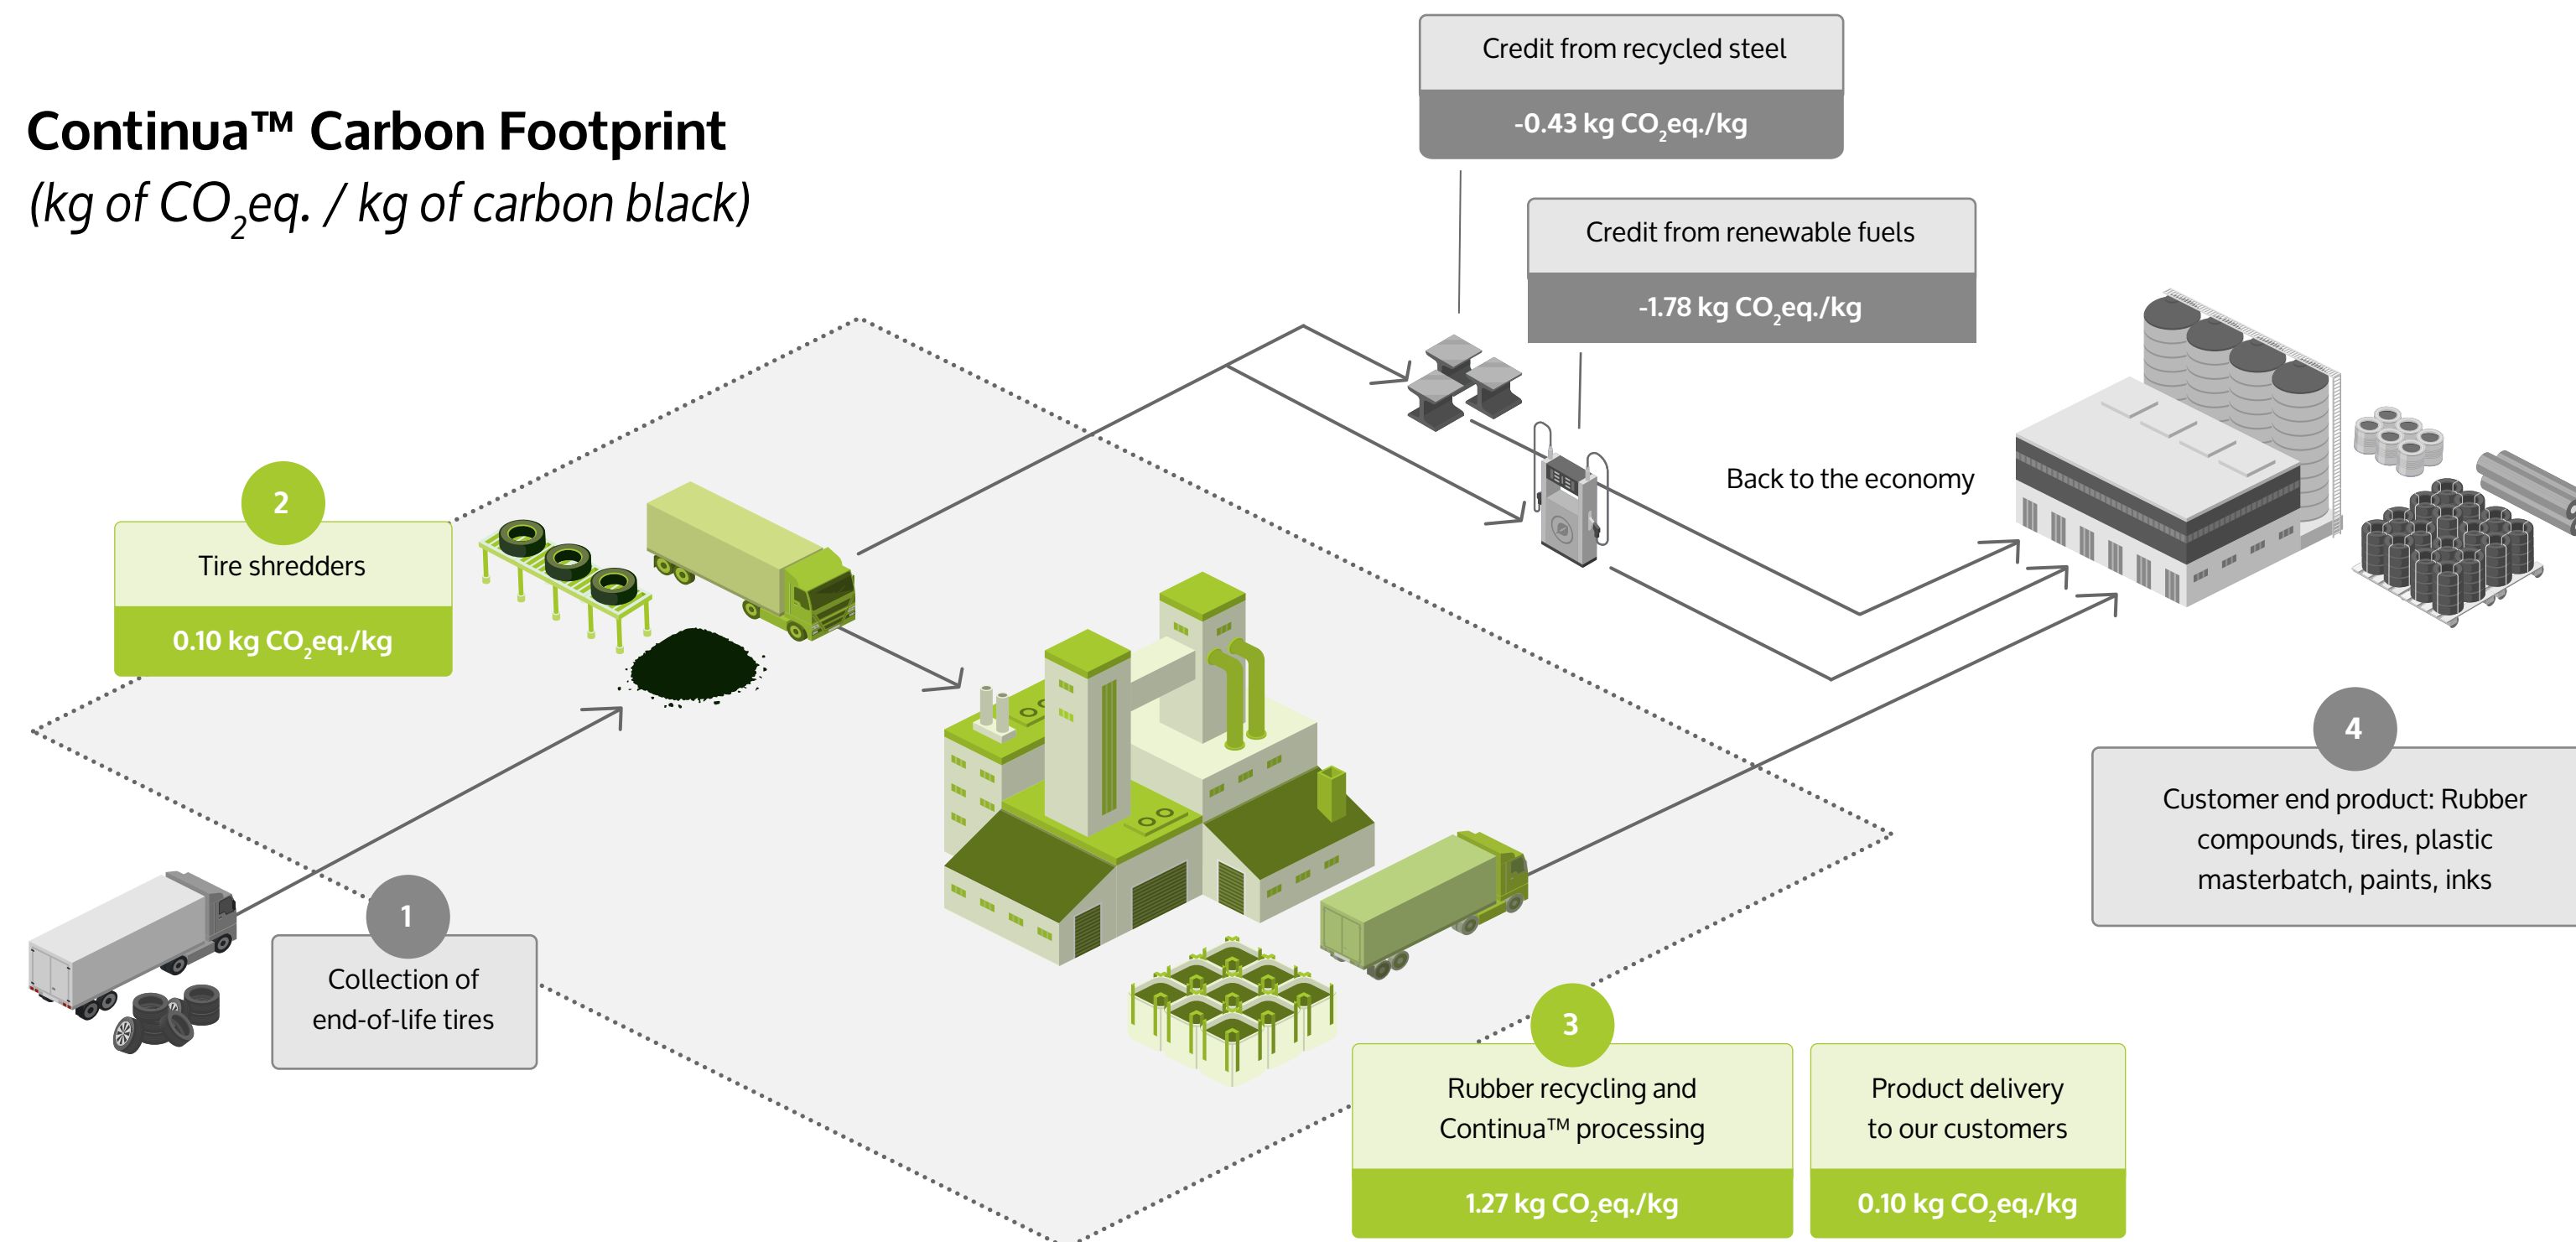 Continua™ Carbon Footprint
(kg of CO₂eq. / kg of carbon black)
Credit from recycled steel
-0.43 kg CO₂eq./kg
Credit from renewable fuels
-1.78 kg CO₂eq./kg
Back to the economy
2
Tire shredders
0.10 kg CO₂eq./kg
1
Collection of
end-of-life tires
3
Rubber recycling and
Continua™ processing
1.27 kg CO₂eq./kg
Product delivery
to our customers
0.10 kg CO₂eq./kg
4
Customer end product: Rubber
compounds, tires, plastic
masterbatch, paints, inks